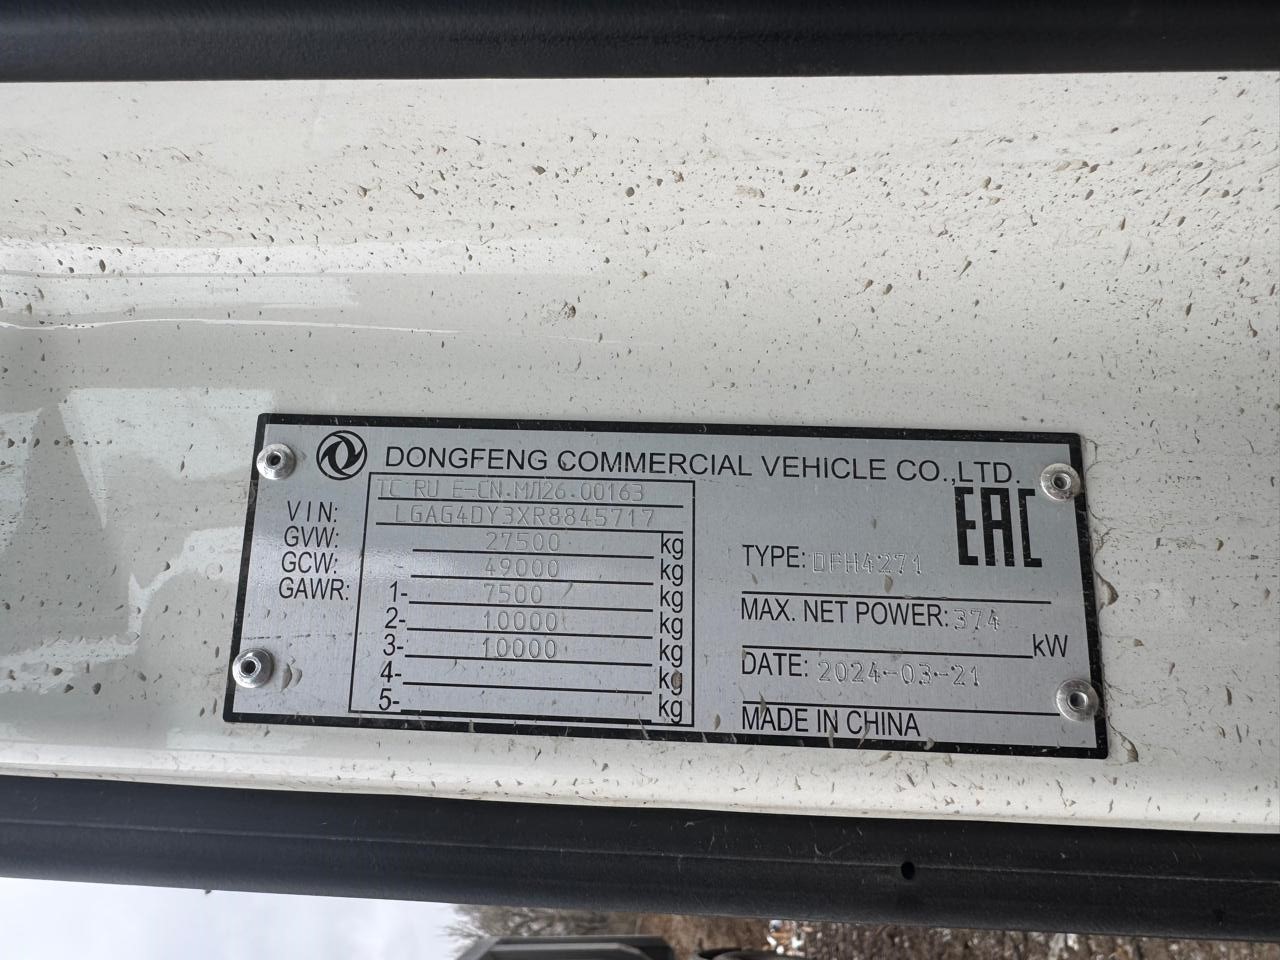 DONGFENG COMMERCIAL VEHICLE CO.,LTD.
TC RU E-CN.МЛ26.00163
EAC
VIN: LGAG4DY3XR8845717
GVW: 27500 kg
GCW: 49000 kg
GAWR: 1- 7500 kg
2- 10000 kg
3- 10000 kg
4- kg
5- kg
TYPE: DFH4271
MAX. NET POWER: 374 kW
DATE: 2024-03-21
MADE IN CHINA